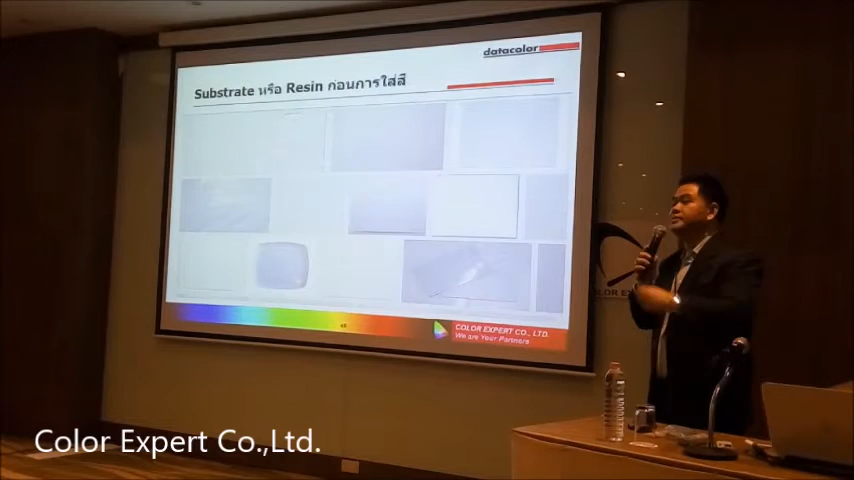 datacolor
Substrate หรือ Resin ก่อนการใส่สี
COLOR EXPERT CO., LTD.
We are Your Partners
Color Expert Co.,Ltd.